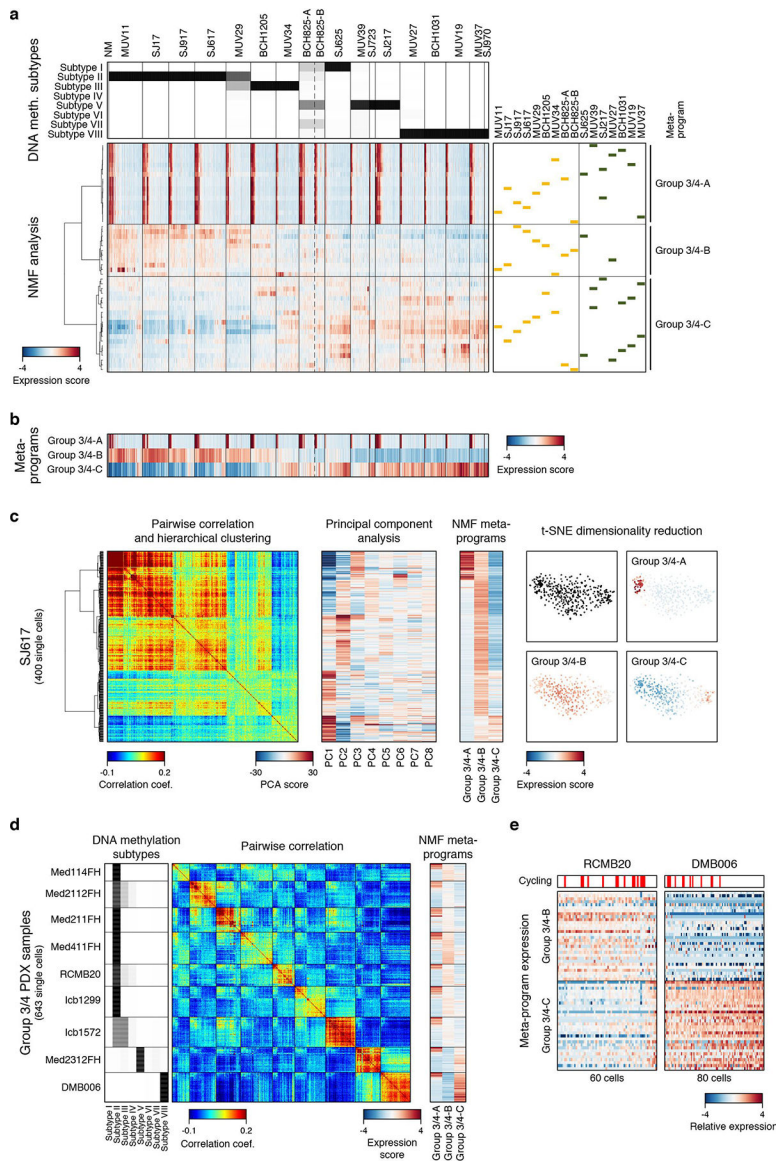 a
NM
MUV11
SJ17
SJ917
SJ617
MUV29
BCH1205
MUV34
BCH825-A
BCH825-B
SJ625
MUV39
SJ723
SJ217
MUV27
BCH1031
MUV19
MUV37
SJ970
DNA meth. subtypes
Subtype I
Subtype II
Subtype III
Subtype IV
Subtype V
Subtype VI
Subtype VII
Subtype VIII
MUV11
SJ17
SJ917
SJ617
MUV29
BCH1205
MUV34
BCH825-A
BCH825-B
SJ625
MUV39
SJ217
MUV27
BCH1031
MUV19
MUV37
Meta-
program
NMF analysis
Group 3/4-A
Group 3/4-B
Group 3/4-C
-4 4
Expression score
b
Meta-
programs
Group 3/4-A
Group 3/4-B
Group 3/4-C
-4 4
Expression score
c
Pairwise correlation
and hierarchical clustering
Principal component
analysis
NMF meta-
programs
t-SNE dimensionality reduction
SJ617
(400 single cells)
Group 3/4-A
Group 3/4-B
Group 3/4-C
PC1
PC2
PC3
PC4
PC5
PC6
PC7
PC8
Group 3/4-A
Group 3/4-B
Group 3/4-C
-0.1 0.2
Correlation coef.
-30 30
PCA score
-4 4
Expression score
d
DNA methylation
subtypes
Pairwise correlation
NMF meta-
programs
Group 3/4 PDX samples
(643 single cells)
Med114FH
Med2112FH
Med211FH
Med411FH
RCMB20
Icb1299
Icb1572
Med2312FH
DMB006
Subtype I
Subtype II
Subtype III
Subtype IV
Subtype V
Subtype VI
Subtype VII
Subtype VIII
-0.1 0.2
Correlation coef.
-4 4
Expression
score
Group 3/4-A
Group 3/4-B
Group 3/4-C
e
RCMB20 DMB006
Cycling
Meta-program expression
Group 3/4-B
Group 3/4-C
60 cells 80 cells
-4 4
Relative expression